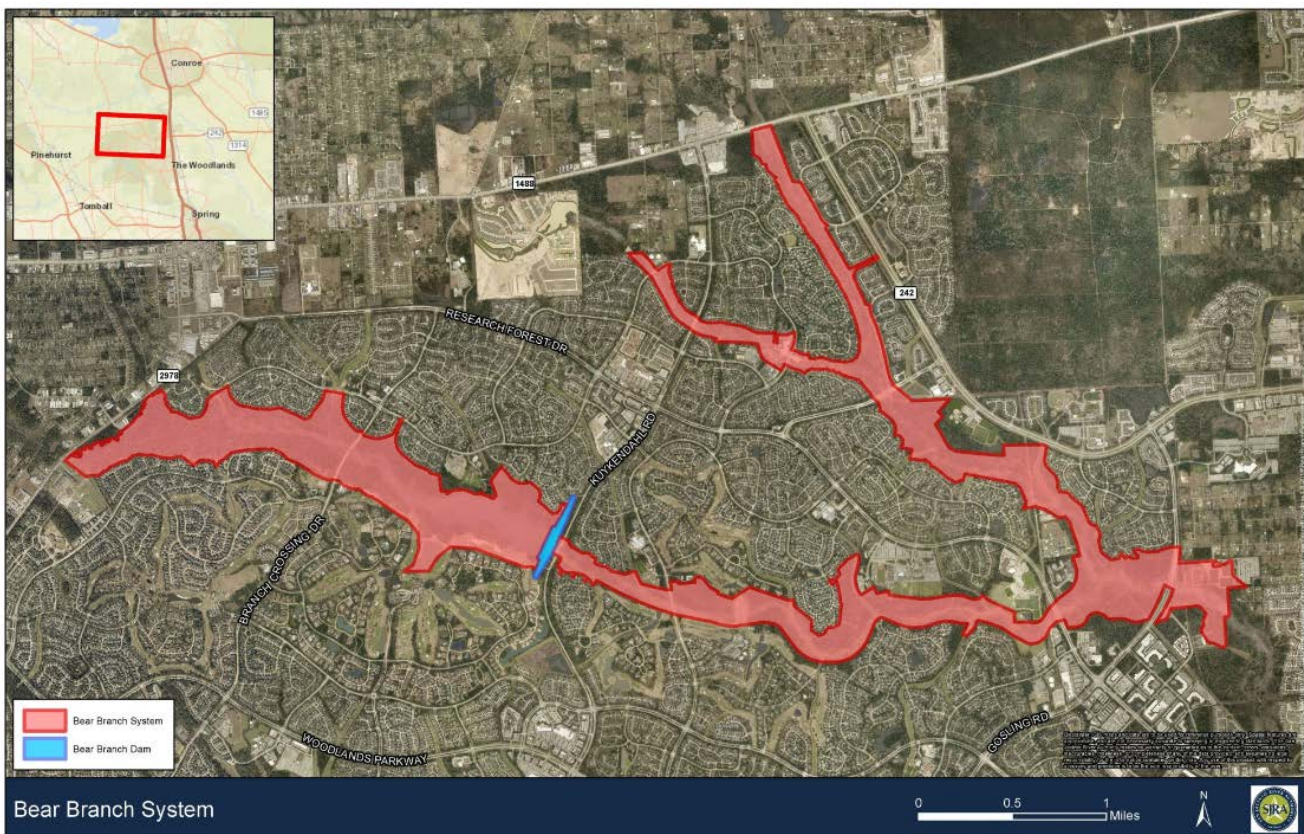 Conroe
1485
242
1314
Pinehurst
The Woodlands
Tomball
Spring
1488
242
RESEARCH FOREST DR
2978
KUYKENDAHL RD
BRANCH CROSSING DR
WOODLANDS PARKWAY
GOSLING RD
Bear Branch System
Bear Branch Dam
Bear Branch System
0 0.5 1
Miles
N
SJRA